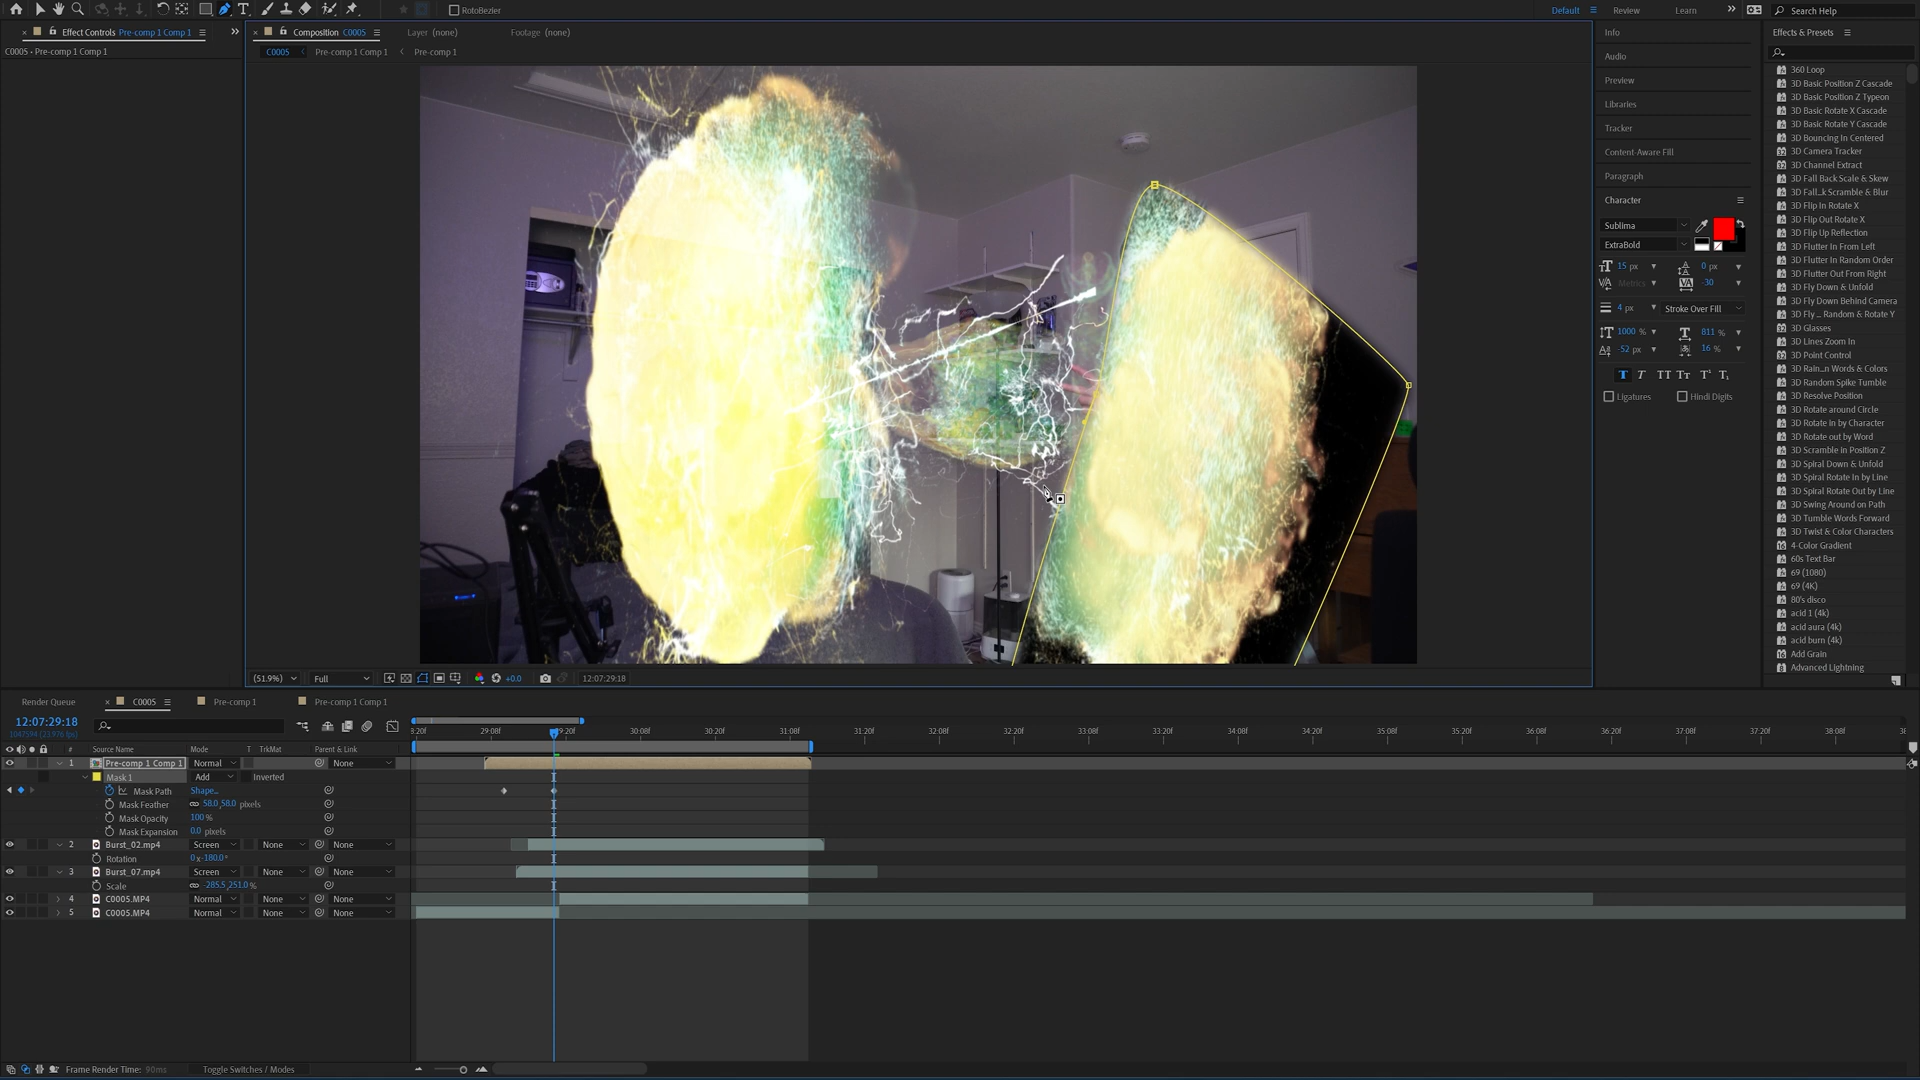 RotoBezier
Default
Review
Learn
Search Help
Effect Controls Pre-comp 1 Comp 1
Composition C0005
Layer (none)
Footage (none)
C0005 • Pre-comp 1 Comp 1
C0005
Pre-comp 1 Comp 1
Pre-comp 1
Info
Audio
Preview
Libraries
Tracker
Content-Aware Fill
Paragraph
Character
Sublima
ExtraBold
15 px
0 px
Metrics
-30
4 px
Stroke Over Fill
1000 %
811 %
-52 px
16 %
Ligatures
Hindi Digits
Effects & Presets
360 Loop
3D Basic Position Z Cascade
3D Basic Position Z Typeon
3D Basic Rotate X Cascade
3D Basic Rotate Y Cascade
3D Bouncing In Centered
3D Camera Tracker
3D Channel Extract
3D Fall Back Scale & Skew
3D Fall...k Scramble & Blur
3D Flip In Rotate X
3D Flip Out Rotate X
3D Flip Up Reflection
3D Flutter In From Left
3D Flutter In Random Order
3D Flutter Out From Right
3D Fly Down & Unfold
3D Fly Down Behind Camera
3D Fly ... Random & Rotate Y
3D Glasses
3D Lines Zoom In
3D Point Control
3D Rain...n Words & Colors
3D Random Spike Tumble
3D Resolve Position
3D Rotate around Circle
3D Rotate in by Character
3D Rotate out by Word
3D Scramble in Position Z
3D Spiral Down & Unfold
3D Spiral Rotate In by Line
3D Spiral Rotate Out by Line
3D Swing Around on Path
3D Tumble Words Forward
3D Twist & Color Characters
4-Color Gradient
60s Text Bar
69 (1080)
69 (4K)
80's disco
acid 1 (4k)
acid aura (4k)
acid burn (4k)
Add Grain
Advanced Lightning
(51.9%)
Full
+0.0
12:07:29:18
Render Queue
C0005
Pre-comp 1
Pre-comp 1 Comp 1
12:07:29:18
1047594 (23.976 fps)
29:08f
30:08f
30:20f
31:08f
31:20f
32:08f
32:20f
33:08f
33:20f
34:08f
34:20f
35:08f
35:20f
36:08f
36:20f
37:08f
37:20f
38:08f
# Source Name Mode T TrkMat Parent & Link
1 Pre-comp 1 Comp 1 Normal None
Mask 1 Add Inverted
Mask Path Shape...
Mask Feather 58.0,58.0 pixels
Mask Opacity 100 %
Mask Expansion 0.0 pixels
2 Burst_02.mp4 Screen None None
Rotation 0 x -180.0 °
3 Burst_07.mp4 Screen None None
Scale -285.5,251.0 %
4 C0005.MP4 Normal None None
5 C0005.MP4 Normal None None
Frame Render Time: 90ms
Toggle Switches / Modes